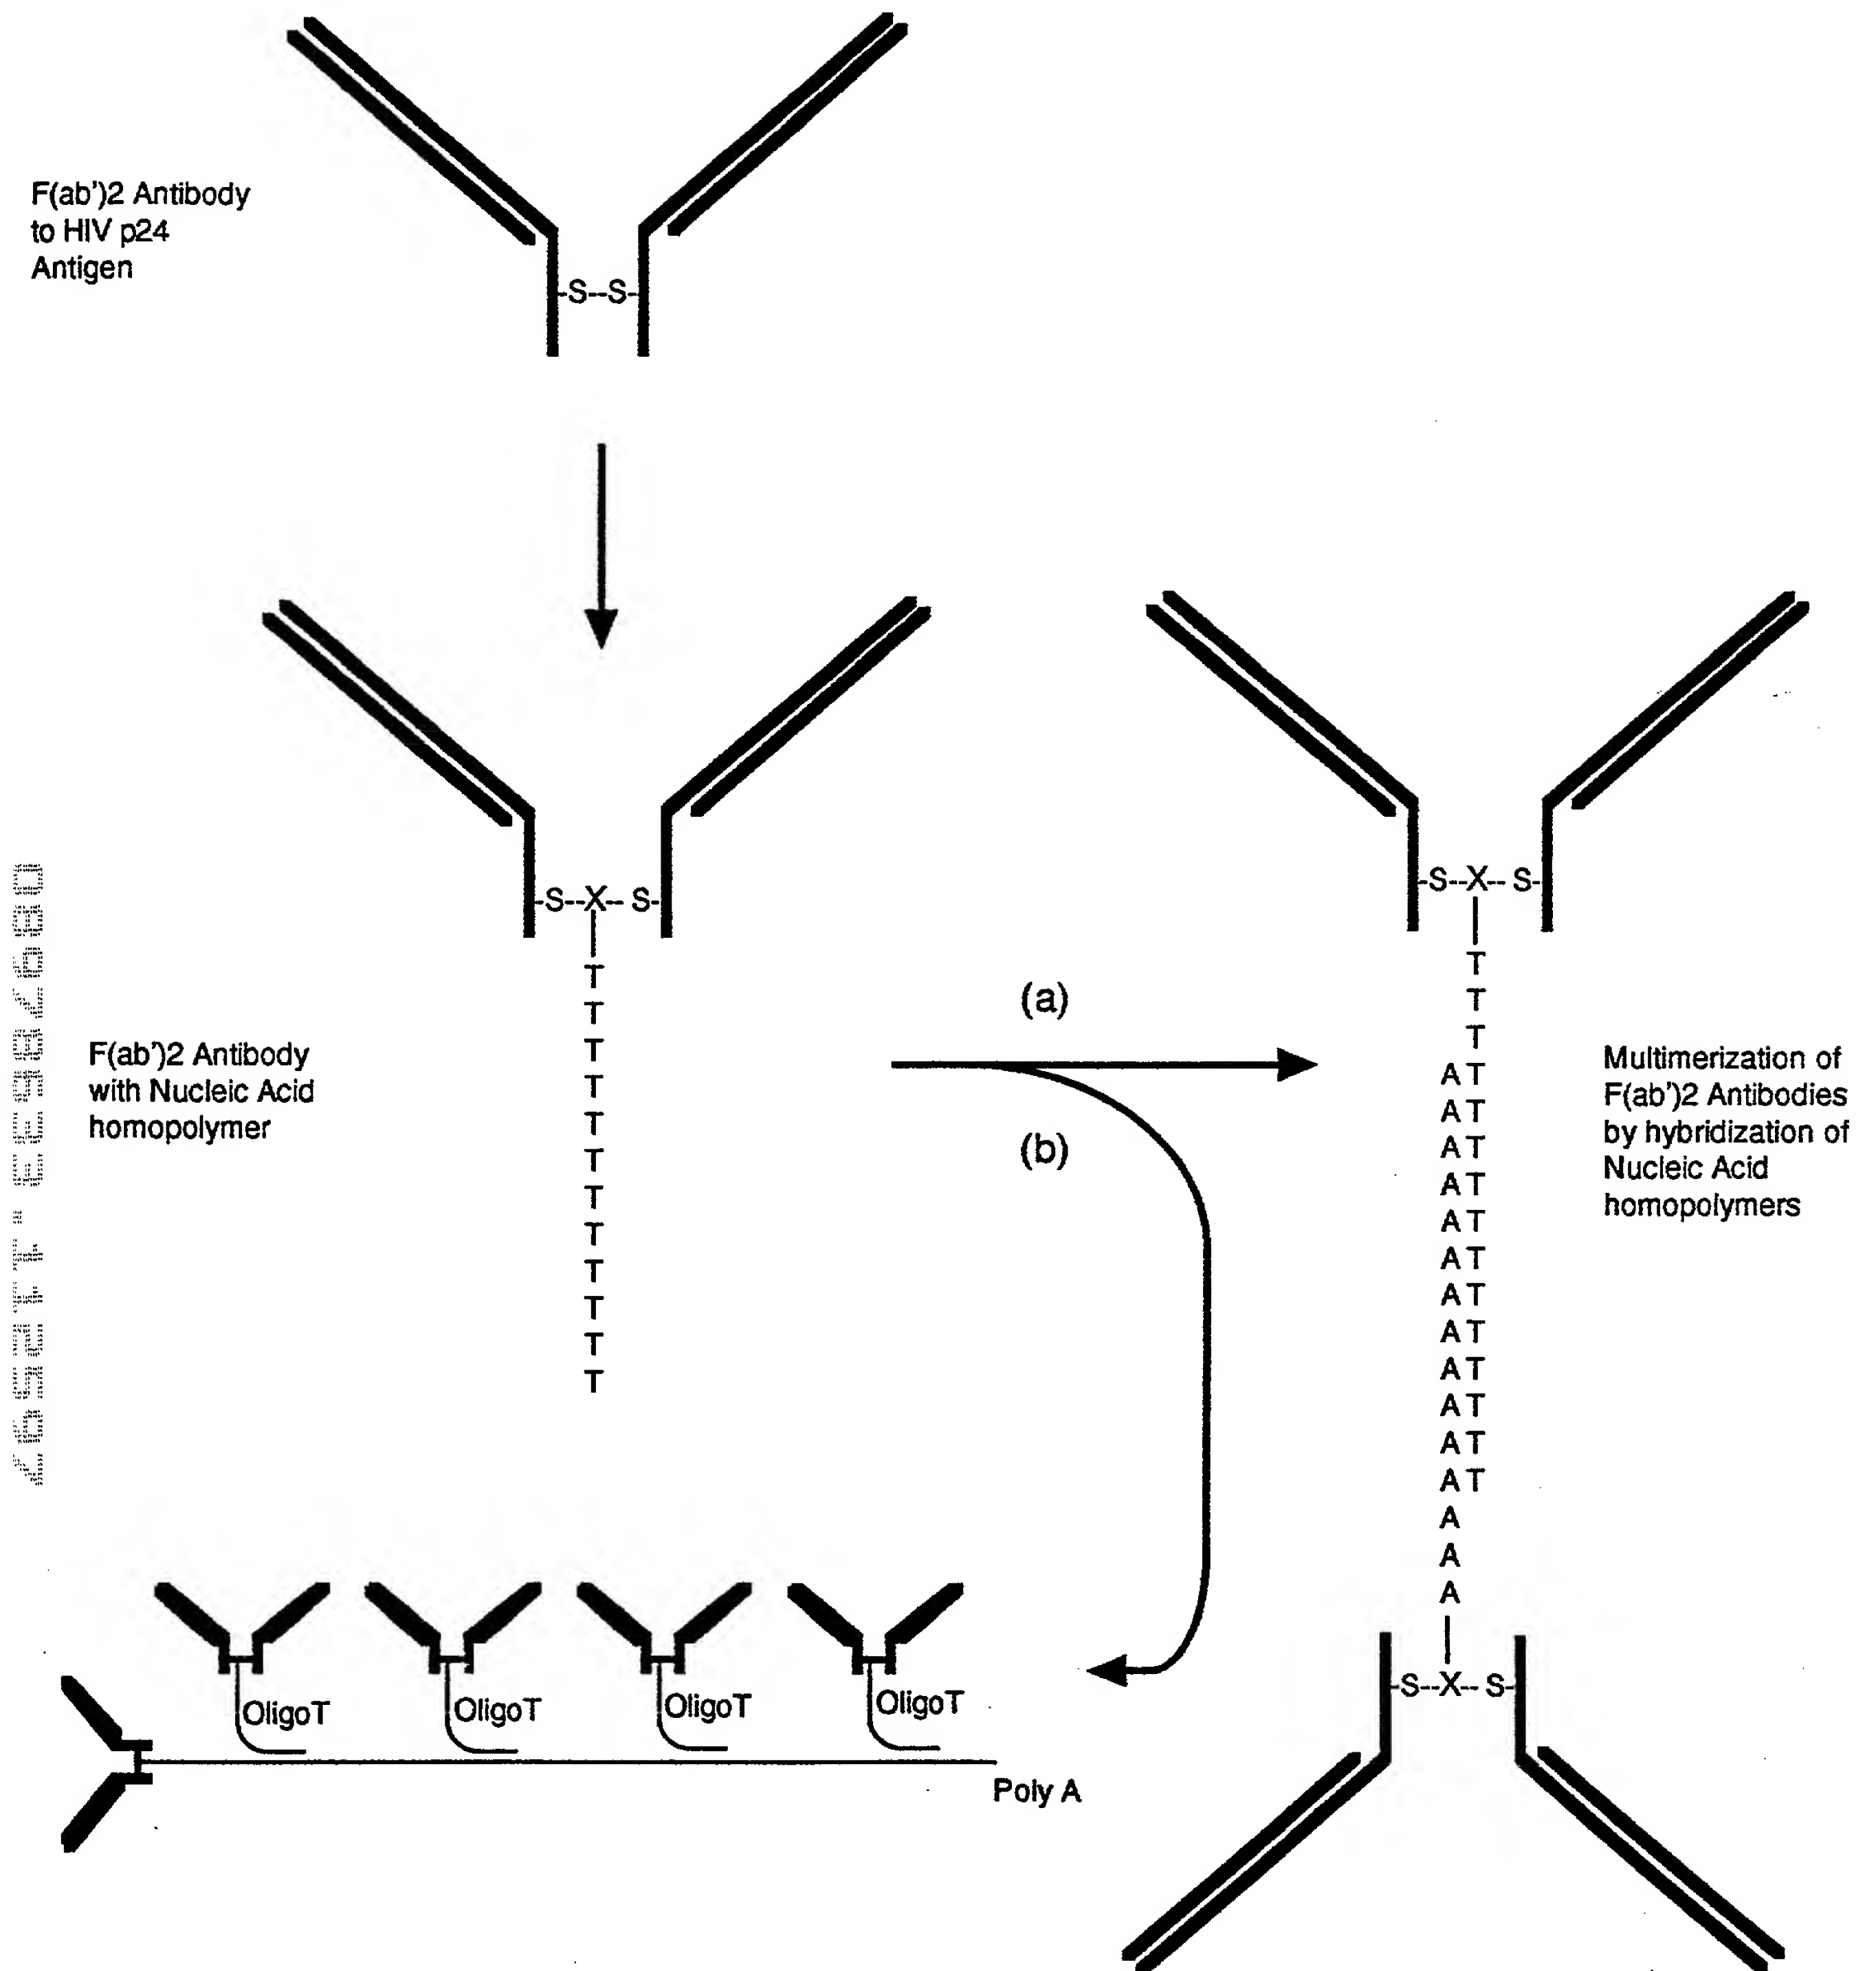 F(ab')2 Antibody
to HIV p24
Antigen
-S--S-
-S--X-- S-
T
T
T
T
T
T
T
T
T
T
T
T
F(ab')2 Antibody
with Nucleic Acid
homopolymer
(a)
(b)
-S--X-- S-
T
T
T
A T
A T
A T
A T
A T
A T
A T
A T
A T
A T
A T
A T
A
A
A
-S--X-- S-
Multimerization of
F(ab')2 Antibodies
by hybridization of
Nucleic Acid
homopolymers
OligoT
OligoT
OligoT
OligoT
Poly A